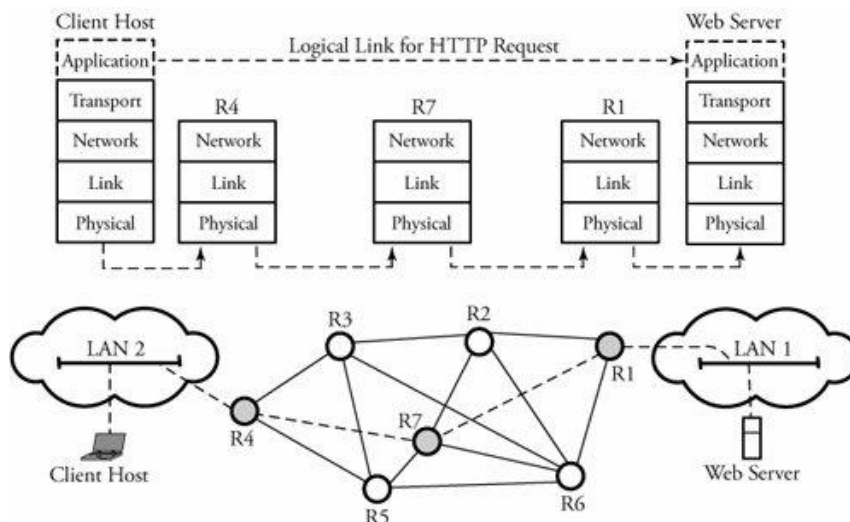 Client Host
Web Server
Application
Logical Link for HTTP Request
Application
Transport
R4
R7
R1
Transport
Network
Network
Network
Network
Network
Link
Link
Link
Link
Link
Physical
Physical
Physical
Physical
Physical
R3
R2
LAN 2
R1
LAN 1
R4
R7
Client Host
R5
R6
Web Server